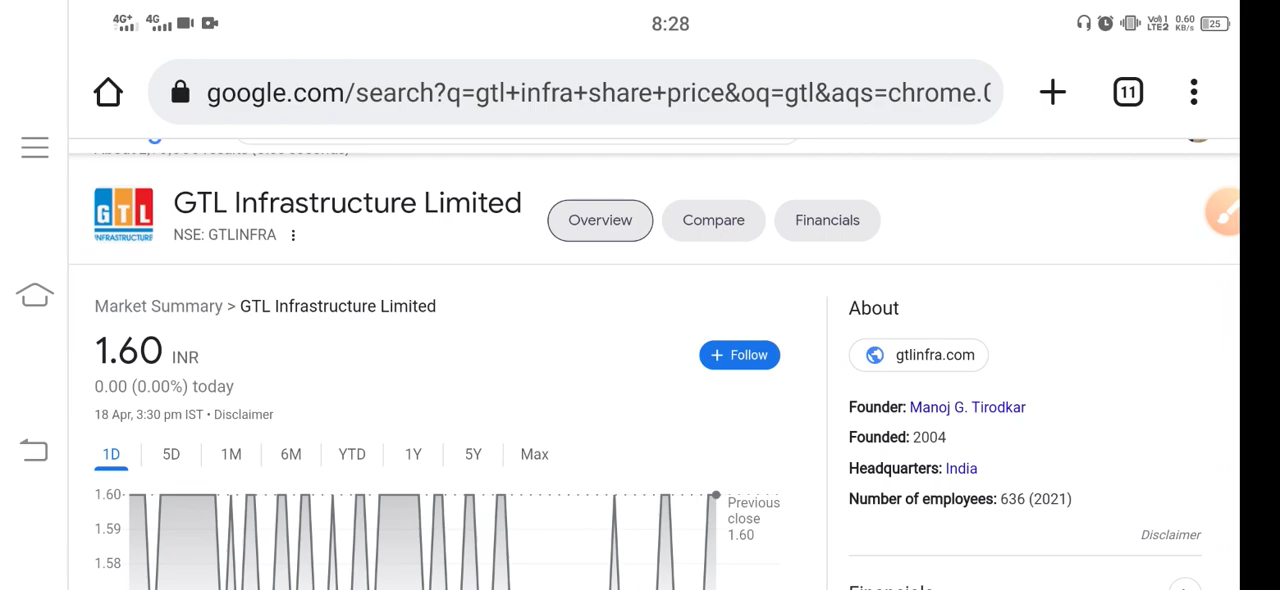 4G+ 4G 8:28 Vo)) 1 LTE2 0.60 KB/s 25
google.com/search?q=gtl+infra+share+price&oq=gtl&aqs=chrome.0
11
GTL INFRASTRUCTURE
GTL Infrastructure Limited
NSE: GTLINFRA
Overview Compare Financials
Market Summary > GTL Infrastructure Limited
1.60 INR
+ Follow
0.00 (0.00%) today
18 Apr, 3:30 pm IST • Disclaimer
1D 5D 1M 6M YTD 1Y 5Y Max
1.60
1.59
1.58
Previous
close
1.60
About
gtlinfra.com
Founder: Manoj G. Tirodkar
Founded: 2004
Headquarters: India
Number of employees: 636 (2021)
Disclaimer
Financials